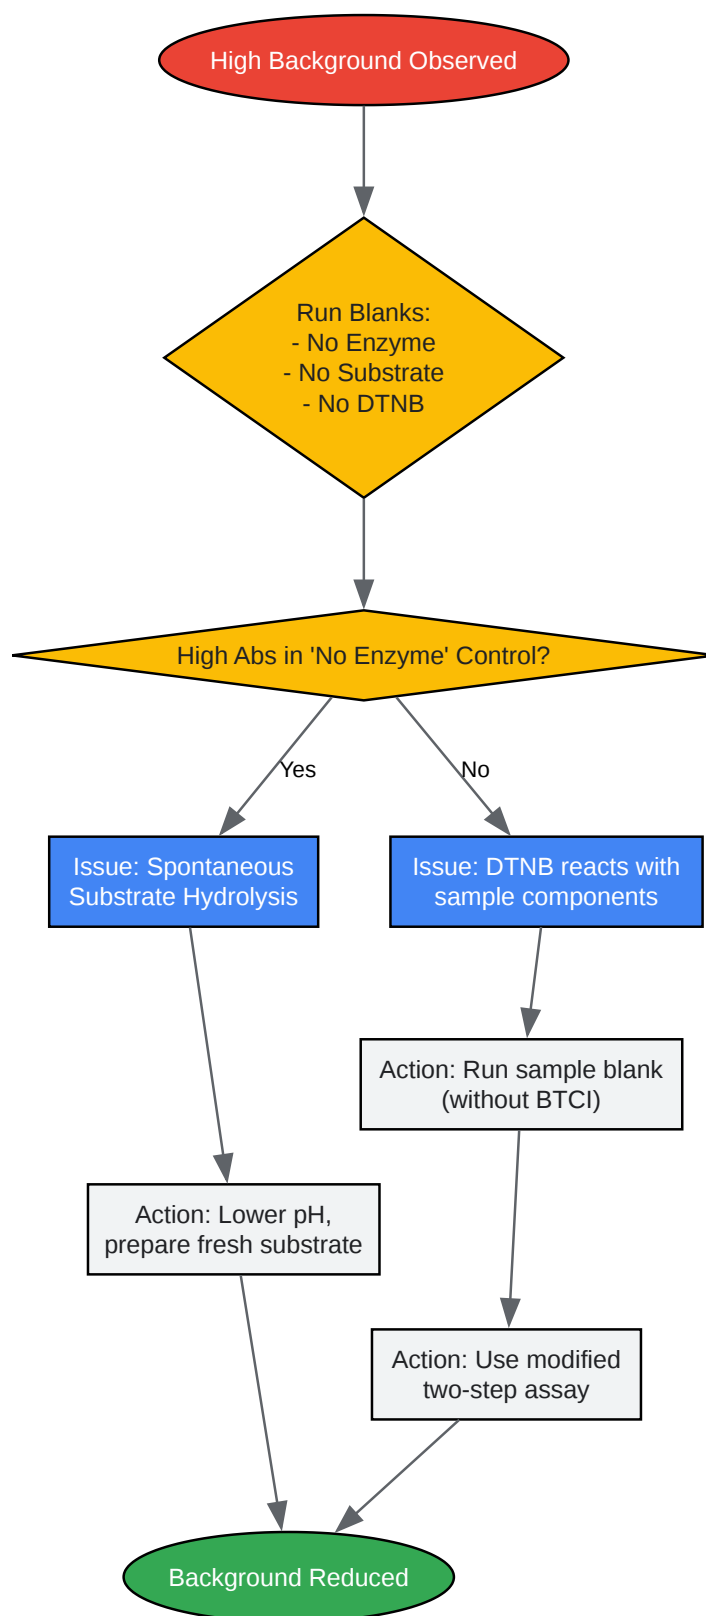 High Background Observed
Run Blanks:
- No Enzyme
- No Substrate
- No DTNB
High Abs in 'No Enzyme' Control?
Yes
No
Issue: Spontaneous
Substrate Hydrolysis
Issue: DTNB reacts with
sample components
Action: Run sample blank
(without BTCI)
Action: Lower pH,
prepare fresh substrate
Action: Use modified
two-step assay
Background Reduced